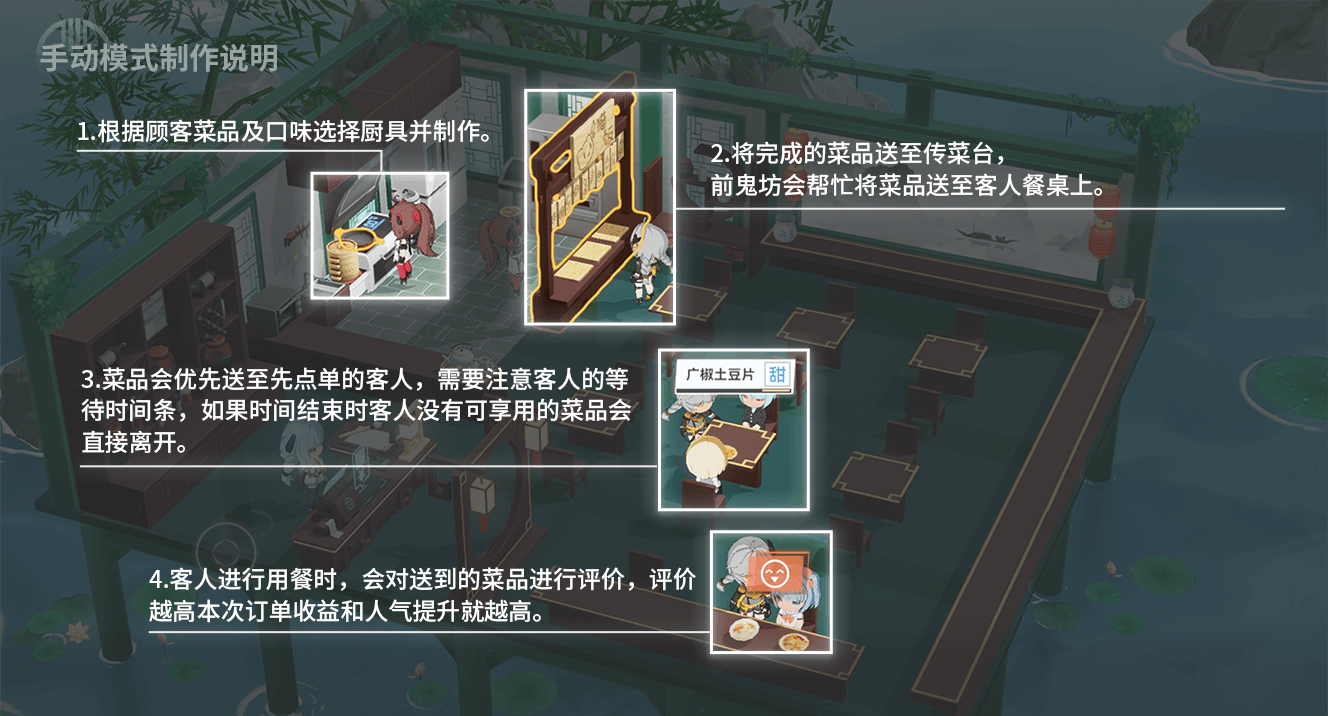 手动模式制作说明
1.根据顾客菜品及口味选择厨具并制作。
2.将完成的菜品送至传菜台，
前鬼坊会帮忙将菜品送至客人餐桌上。
3.菜品会优先送至先点单的客人，需要注意客人的等
待时间条，如果时间结束时客人没有可享用的菜品会
直接离开。
广椒土豆片 甜
4.客人进行用餐时，会对送到的菜品进行评价，评价
越高本次订单收益和人气提升就越高。